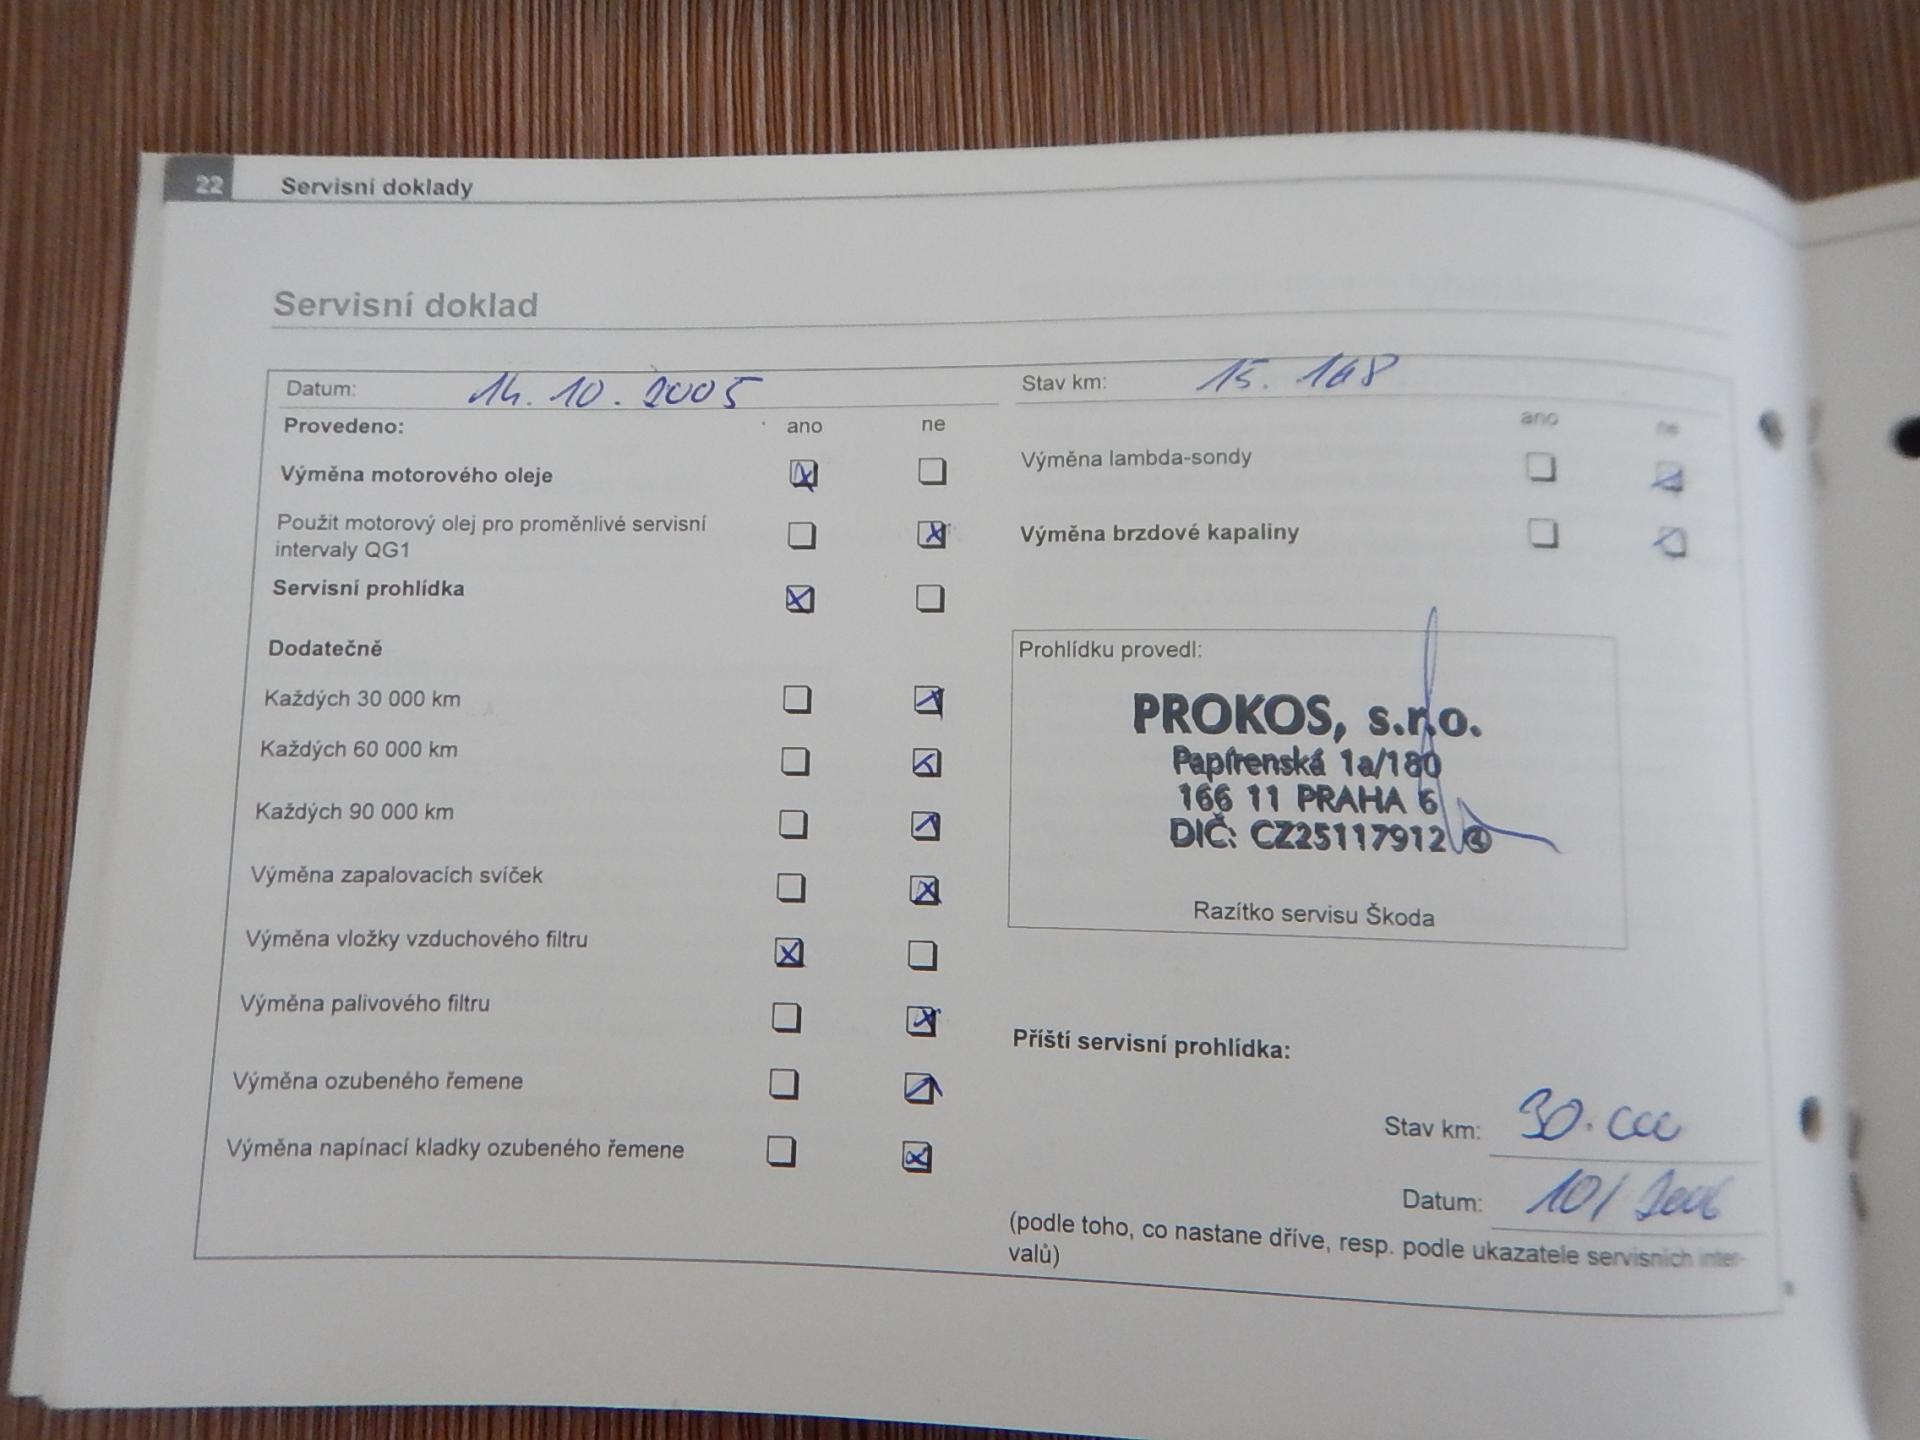 22 Servisní doklady
Servisní doklad
Datum: 14. 10. 2005
Provedeno: ano ne
Výměna motorového oleje
Použit motorový olej pro proměnlivé servisní
intervaly QG1
Servisní prohlídka
Dodatečně
Každých 30 000 km
Každých 60 000 km
Každých 90 000 km
Výměna zapalovacích svíček
Výměna vložky vzduchového filtru
Výměna palivového filtru
Výměna ozubeného řemene
Výměna napínací kladky ozubeného řemene
Stav km: 15. 148
ano ne
Výměna lambda-sondy
Výměna brzdové kapaliny
Prohlídku provedl:
PROKOS, s.r.o.
Papírenská 1a/180
166 11 PRAHA 6
DIČ: CZ25117912 ④
Razítko servisu Škoda
Příští servisní prohlídka:
Stav km: 30.000
Datum: 10/2006
(podle toho, co nastane dříve, resp. podle ukazatele servisních inter-
valů)